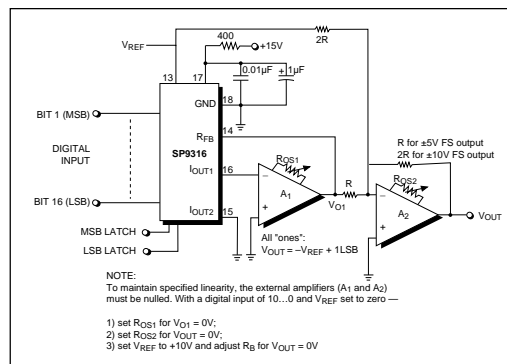 400
+15V
2R
VREF
13
17
0.01µF
+
1µF
GND
18
BIT 1 (MSB)
SP9316
RFB
14
R for ±5V FS output
2R for ±10V FS output
DIGITAL
INPUT
ROS1
ROS2
IOUT1
16
–
+
A1
R
VO1
–
+
A2
VOUT
BIT 16 (LSB)
IOUT2
15
MSB LATCH
LSB LATCH
All "ones":
VOUT = –VREF + 1LSB
NOTE:
To maintain specified linearity, the external amplifiers (A1 and A2)
must be nulled. With a digital input of 10…0 and VREF set to zero —
1) set ROS1 for VO1 = 0V;
2) set ROS2 for VOUT = 0V;
3) set VREF to +10V and adjust RB for VOUT = 0V